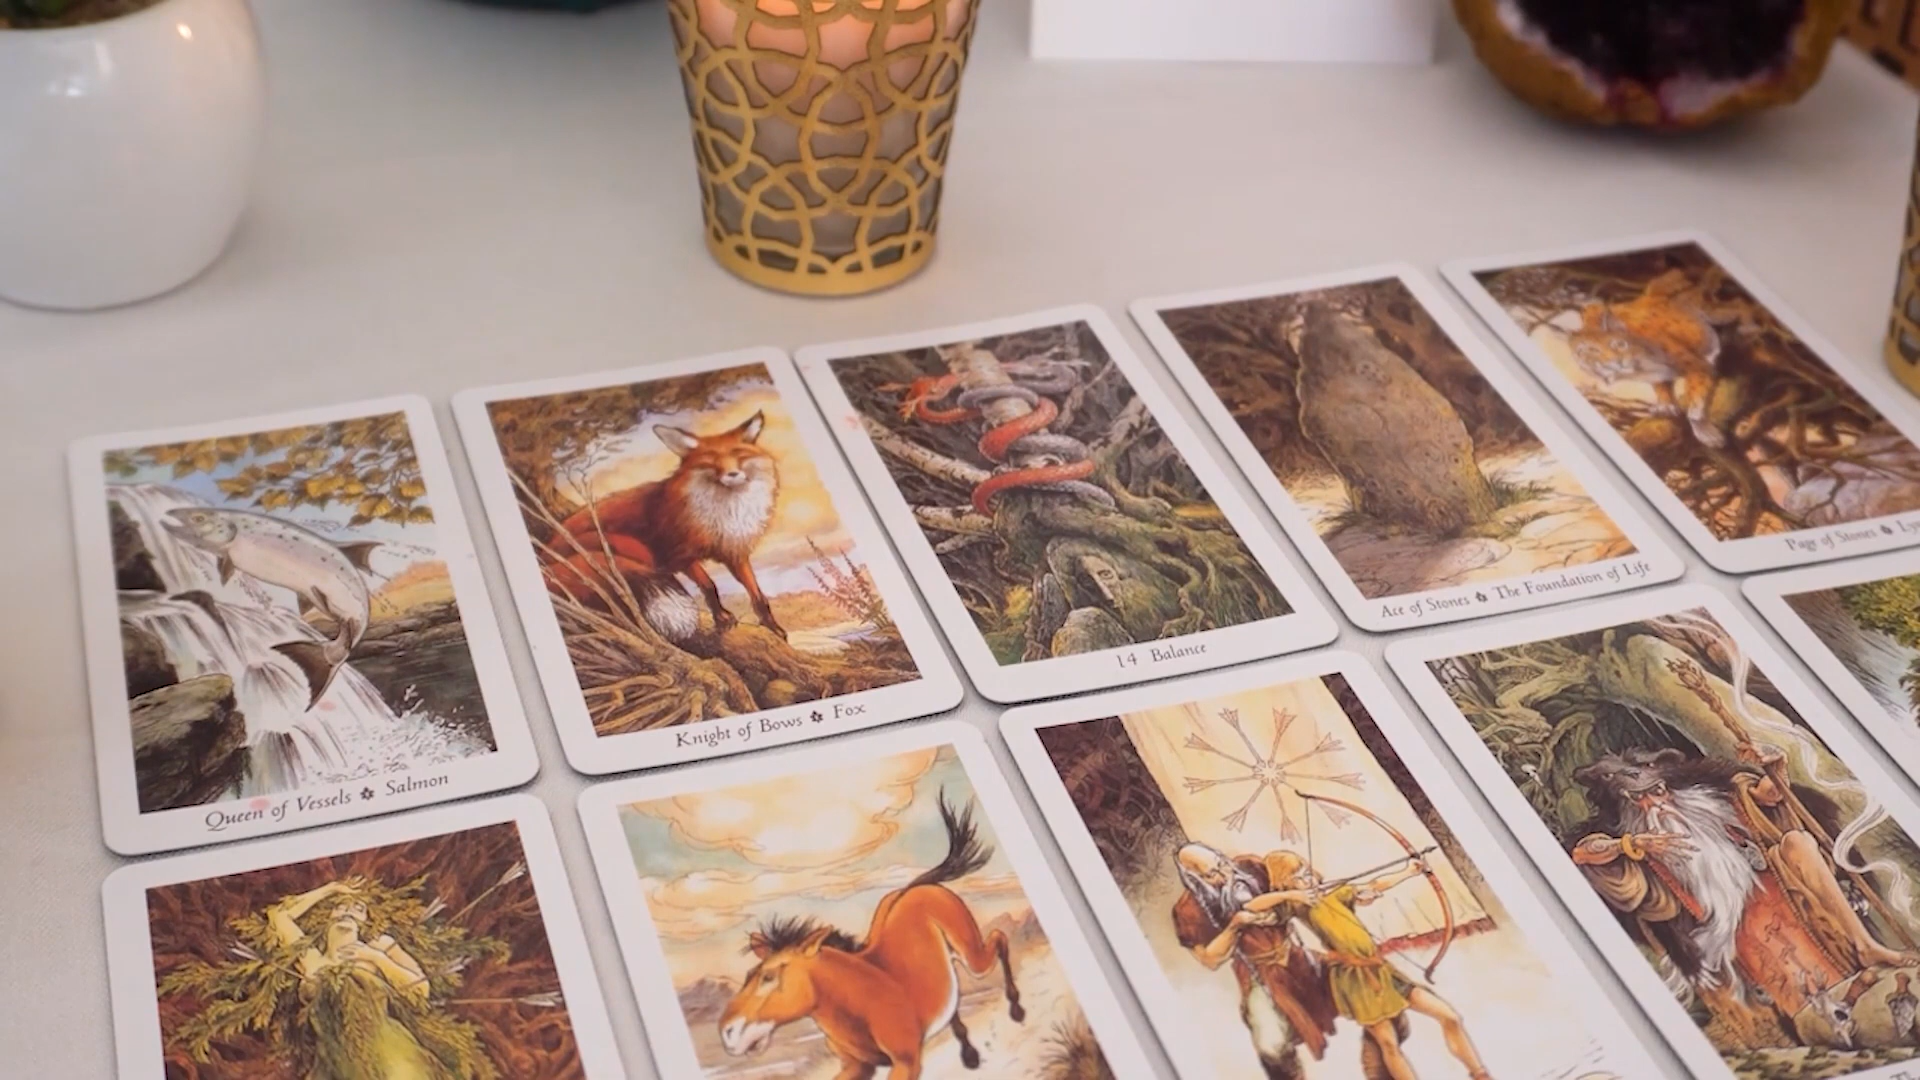 Queen of Vessels Salmon
Knight of Bows Fox
14 Balance
Ace of Stones The Foundation of Life
Page of Stones